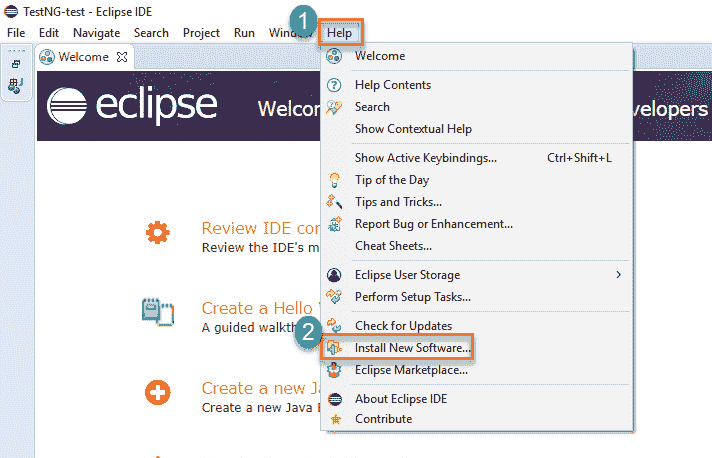 TestNG-test - Eclipse IDE
1
File Edit Navigate Search Project Run Help
Welcome
eclipse
Welco
velopers
Welcome
Help Contents
Search
Show Contextual Help
Show Active Keybindings... Ctrl+Shift+L
Tip of the Day
Tips and Tricks...
Report Bug or Enhancement...
Cheat Sheets...
Eclipse User Storage
Perform Setup Tasks...
Check for Updates
2
Install New Software...
Eclipse Marketplace...
About Eclipse IDE
Contribute
Review IDE con
Review the IDE's m
Create a Hello
A guided walkth
Create a new Ja
Create a new Java